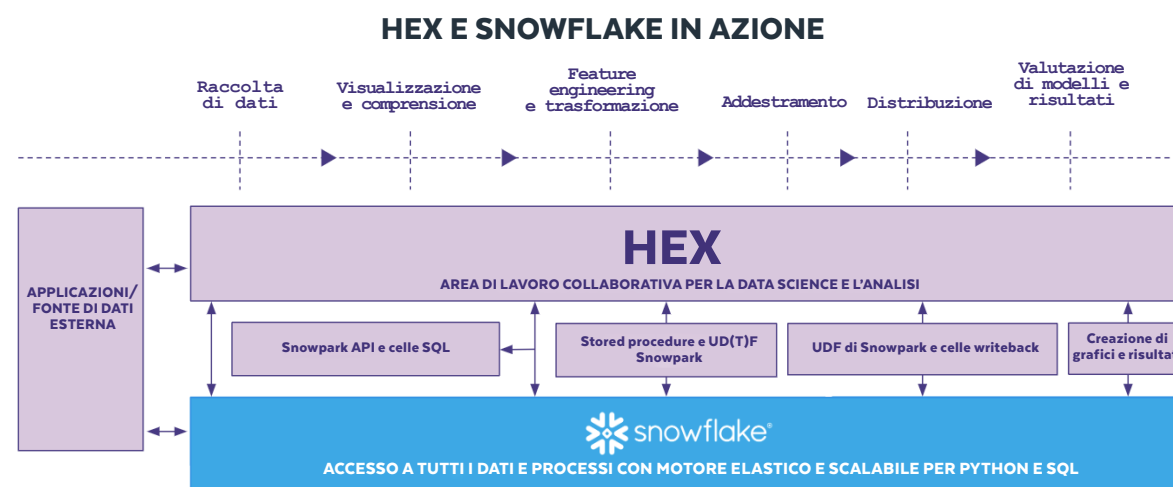 HEX E SNOWFLAKE IN AZIONE
Raccolta
di dati
Visualizzazione
e comprensione
Feature
engineering
e trasformazione
Addestramento
Distribuzione
Valutazione
di modelli e
risultati
APPLICAZIONI/
FONTE DI DATI
ESTERNA
HEX
AREA DI LAVORO COLLABORATIVA PER LA DATA SCIENCE E L'ANALISI
Snowpark API e celle SQL
Stored procedure e UD(T)F
Snowpark
UDF di Snowpark e celle writeback
Creazione di
grafici e
snowflake®
ACCESSO A TUTTI I DATI E PROCESSI CON MOTORE ELASTICO E SCALABILE PER PYTHON E SQL